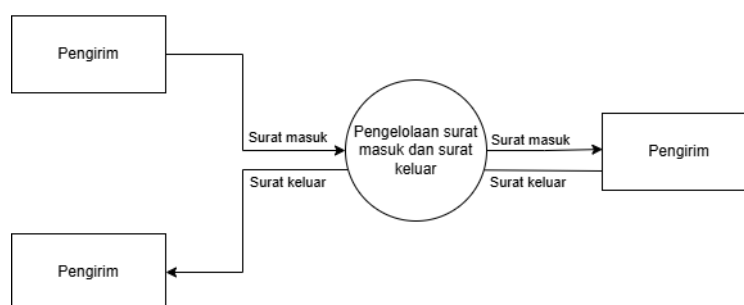 Pengirim
Surat masuk
Surat keluar
Pengelolaan surat
masuk dan surat
keluar
Surat masuk
Surat keluar
Pengirim
Pengirim